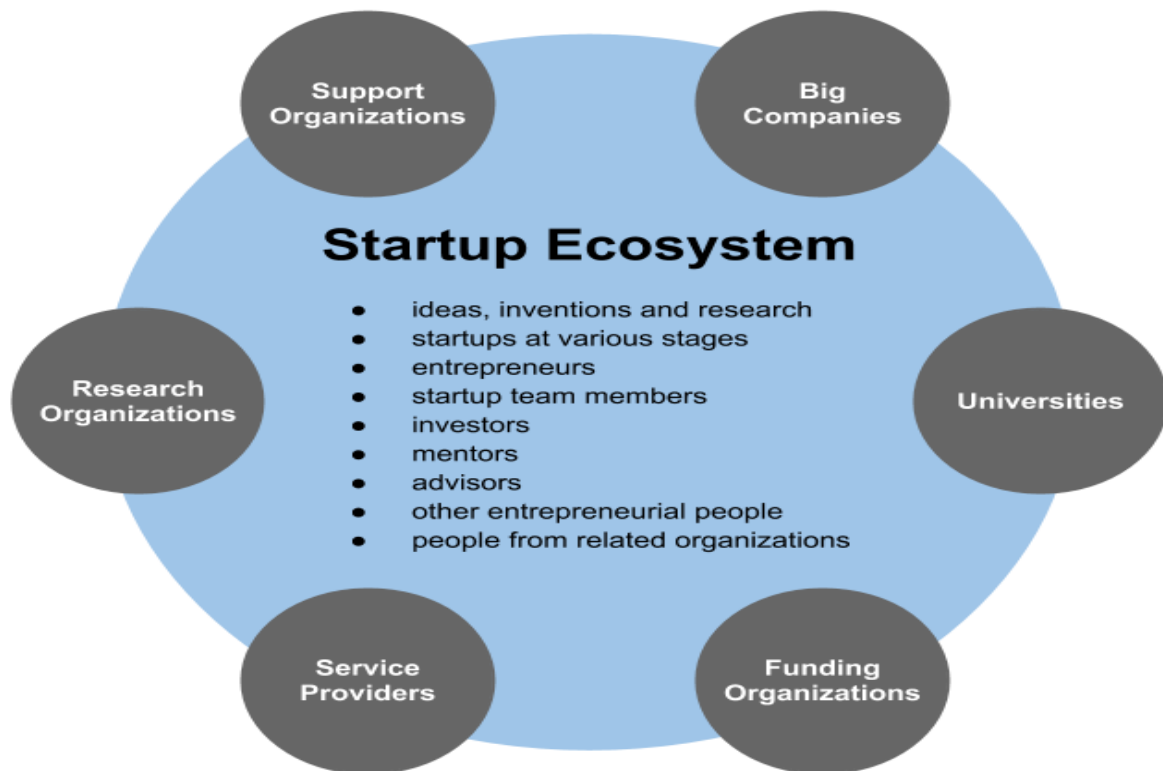 Support
Organizations
Big
Companies
Startup Ecosystem
● ideas, inventions and research
● startups at various stages
● entrepreneurs
● startup team members
● investors
● mentors
● advisors
● other entrepreneurial people
● people from related organizations
Research
Organizations
Universities
Service
Providers
Funding
Organizations